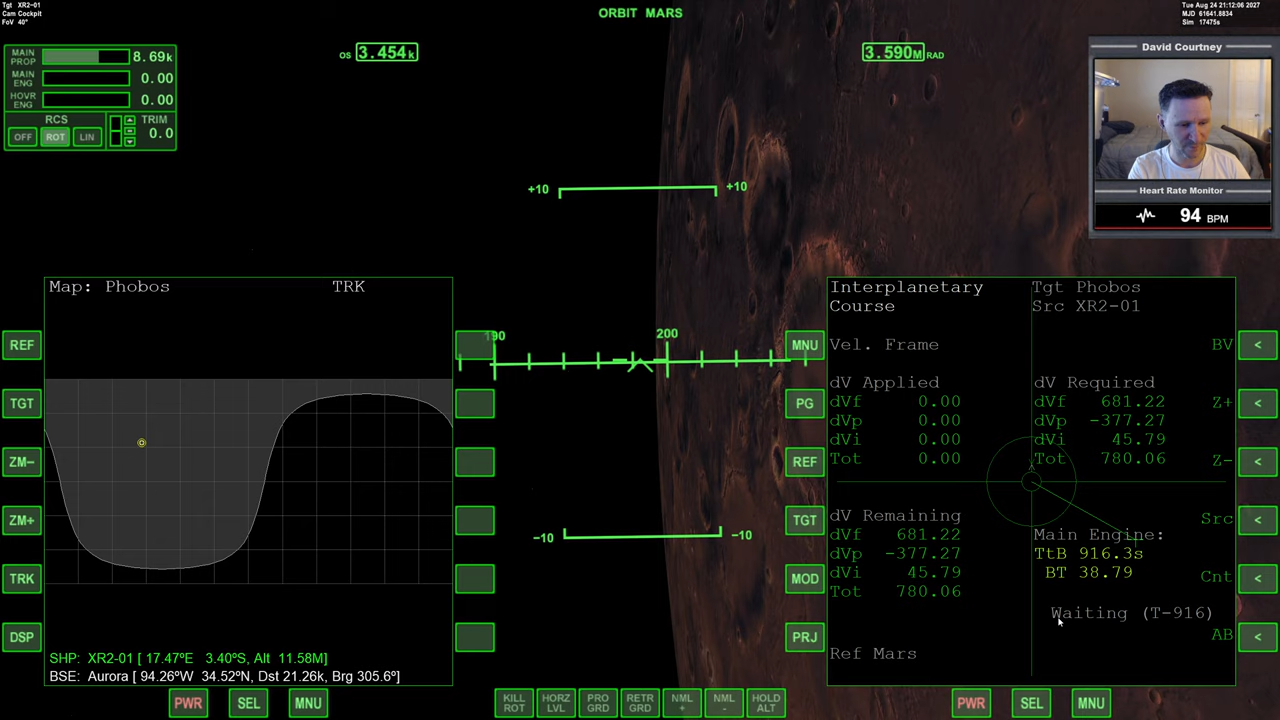 Tgt XR2-01
Cam Cockpit
FoV 40°
ORBIT MARS
Tue Aug 24 21:12:06 2027
MJD 61641.8834
Sim 17475s
MAIN PROP 8.69k
MAIN ENG 0.00
HOVR ENG 0.00
RCS TRIM
OFF ROT LIN 0.0
OS 3.454k
3.590M RAD
David Courtney
Heart Rate Monitor
94 BPM
+10 +10
190 200
-10 -10
Map: Phobos TRK
REF
TGT
ZM-
ZM+
TRK
DSP
SHP: XR2-01 [ 17.47ºE 3.40ºS, Alt 11.58M]
BSE: Aurora [ 94.26ºW 34.52ºN, Dst 21.26k, Brg 305.6º]
PWR SEL MNU
KILL ROT
HORZ LVL
PRO GRD
RETR GRD
NML +
NML -
HOLD ALT
MNU
PG
REF
TGT
MOD
PRJ
Interplanetary Tgt Phobos
Course Src XR2-01
Vel. Frame BV <
dV Applied dV Required
dVf 0.00 dVf 681.22 Z+ <
dVp 0.00 dVp -377.27
dVi 0.00 dVi 45.79
Tot 0.00 Tot 780.06 Z- <
dV Remaining Src <
dVf 681.22 Main Engine:
dVp -377.27 TtB 916.3s
dVi 45.79 BT 38.79 Cnt <
Tot 780.06
Waiting (T-916)
AB <
Ref Mars
PWR SEL MNU